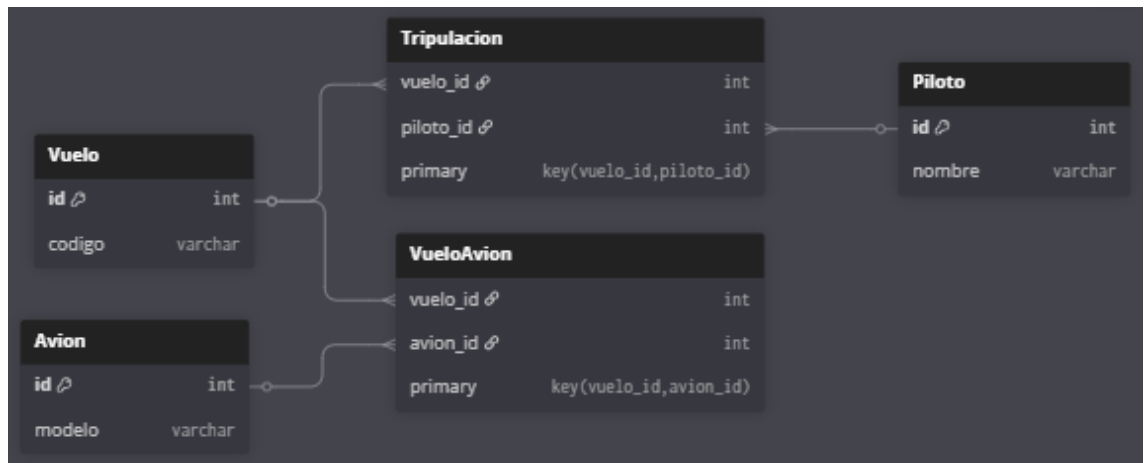 Tripulacion
vuelo_id int
piloto_id int
primary key(vuelo_id,piloto_id)
Piloto
id int
nombre varchar
Vuelo
id int
codigo varchar
VueloAvion
vuelo_id int
avion_id int
primary key(vuelo_id,avion_id)
Avion
id int
modelo varchar